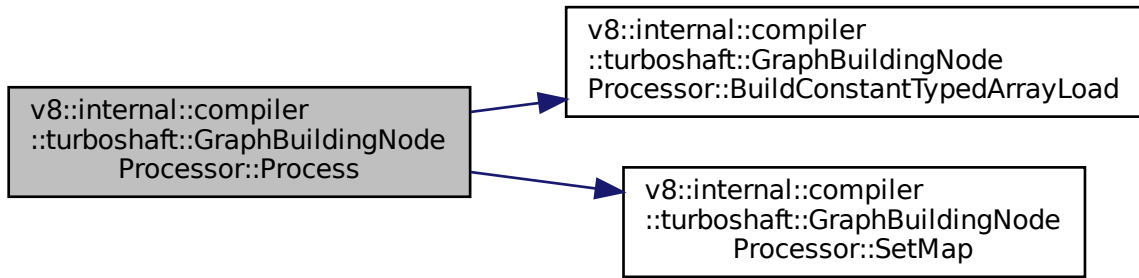 v8::internal::compiler
::turboshaft::GraphBuildingNode
Processor::Process
v8::internal::compiler
::turboshaft::GraphBuildingNode
Processor::BuildConstantTypedArrayLoad
v8::internal::compiler
::turboshaft::GraphBuildingNode
Processor::SetMap